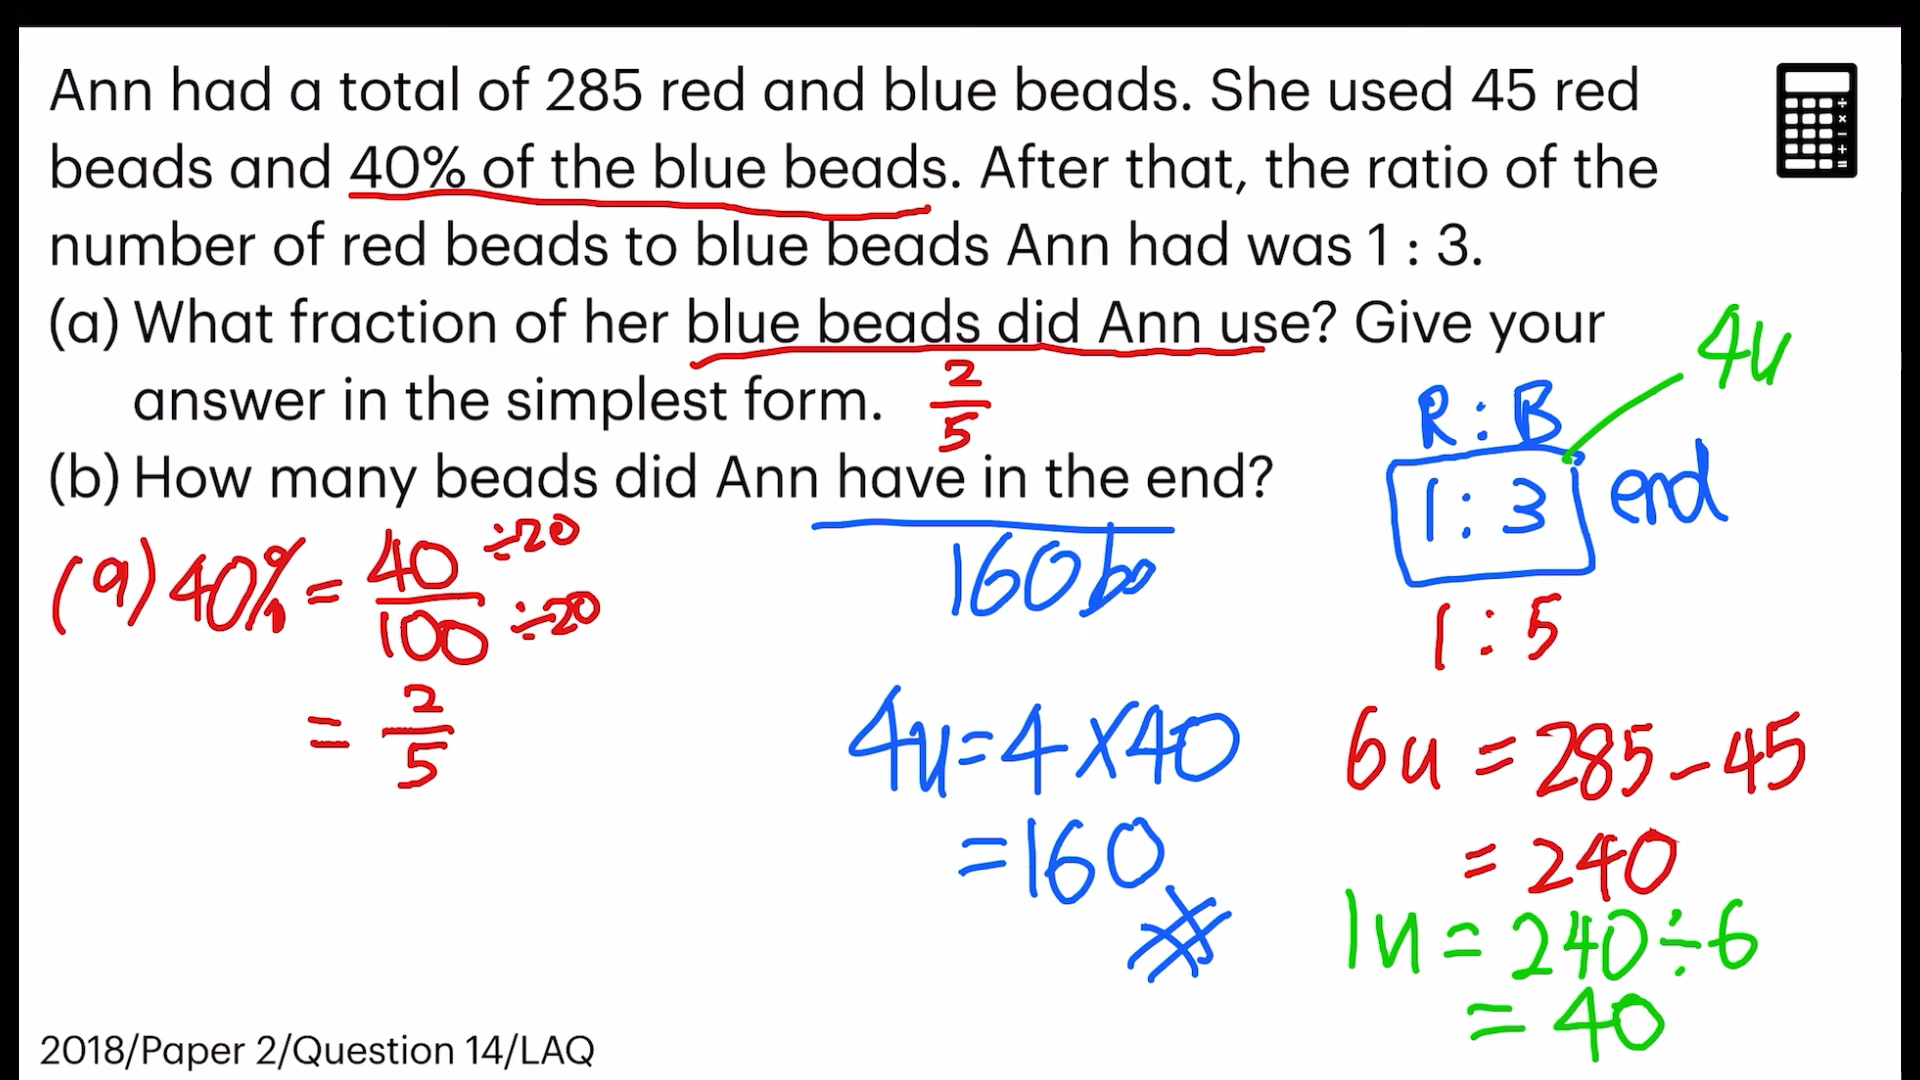 Ann had a total of 285 red and blue beads. She used 45 red
beads and 40% of the blue beads. After that, the ratio of the
number of red beads to blue beads Ann had was 1 : 3.
(a) What fraction of her blue beads did Ann use? Give your
answer in the simplest form. 2/5
(b) How many beads did Ann have in the end?
4u
R : B
1 : 3 end
1 : 5
(a) 40% = 40/100 ÷20 ÷20
= 2/5
160
4u = 4 × 40
= 160
6u = 285 - 45
= 240
1u = 240 ÷ 6
= 40
2018/Paper 2/Question 14/LAQ